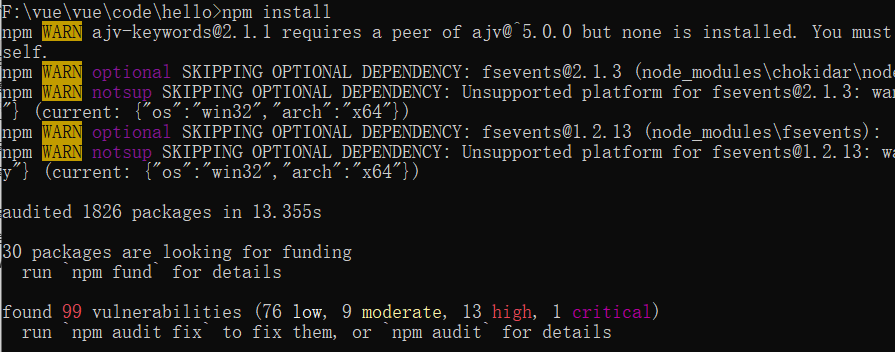 F:\vue\vue\code\hello>npm install
npm WARN ajv-keywords@2.1.1 requires a peer of ajv@^5.0.0 but none is installed. You must
self.
npm WARN optional SKIPPING OPTIONAL DEPENDENCY: fsevents@2.1.3 (node_modules\chokidar\node
npm WARN notsup SKIPPING OPTIONAL DEPENDENCY: Unsupported platform for fsevents@2.1.3: wan
"} (current: {"os":"win32","arch":"x64"})
npm WARN optional SKIPPING OPTIONAL DEPENDENCY: fsevents@1.2.13 (node_modules\fsevents):
npm WARN notsup SKIPPING OPTIONAL DEPENDENCY: Unsupported platform for fsevents@1.2.13: wa
y"} (current: {"os":"win32","arch":"x64"})
audited 1826 packages in 13.355s
30 packages are looking for funding
run `npm fund` for details
found 99 vulnerabilities (76 low, 9 moderate, 13 high, 1 critical)
run `npm audit fix` to fix them, or `npm audit` for details